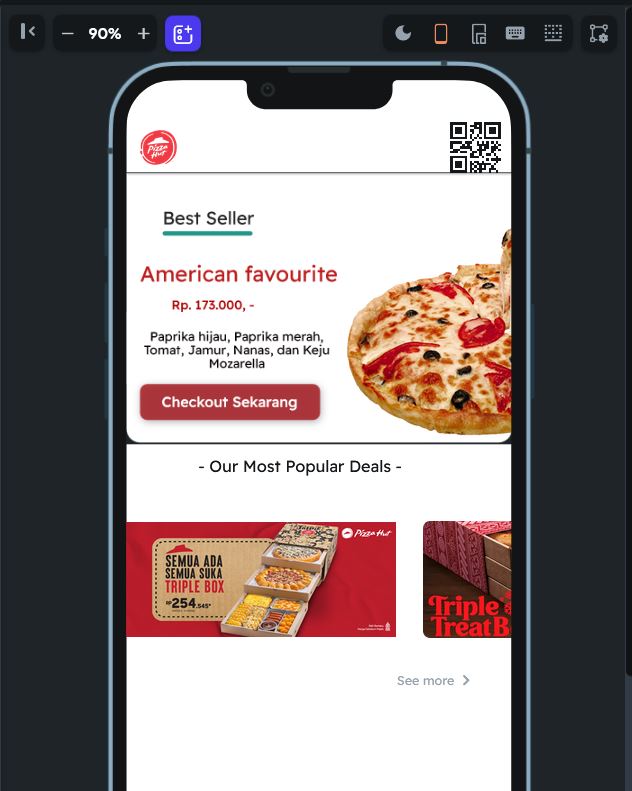 90%
Pizza
Hut
Best Seller
American favourite
Rp. 173.000, -
Paprika hijau, Paprika merah,
Tomat, Jamur, Nanas, dan Keju
Mozarella
Checkout Sekarang
- Our Most Popular Deals -
Pizza Hut
SEMUA ADA
SEMUA SUKA
TRIPLE BOX
RP254.545*
Triple
TreatB
See more